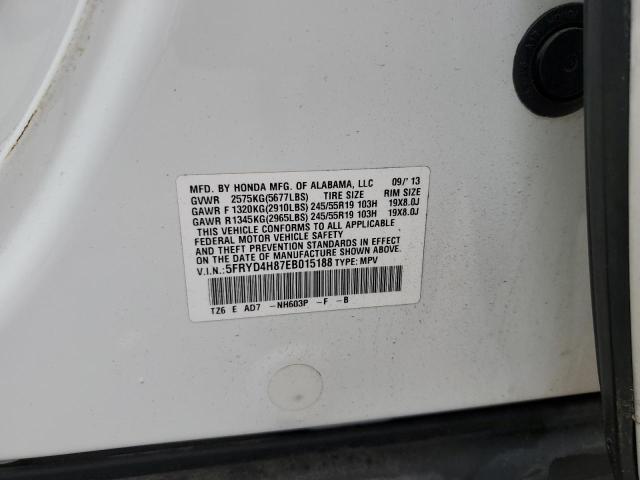 MFD. BY HONDA MFG. OF ALABAMA, LLC 09/'13
GVWR 2575KG(5677LBS) TIRE SIZE RIM SIZE
GAWR F 1320KG(2910LBS) 245/55R19 103H 19X8.0J
GAWR R 1345KG(2965LBS) 245/55R19 103H 19X8.0J
THIS VEHICLE CONFORMS TO ALL APPLICABLE
FEDERAL MOTOR VEHICLE SAFETY
AND THEFT PREVENTION STANDARDS IN EFFECT ON THE
DATE OF MANUFACTURE SHOWN ABOVE.
V.I.N.: 5FRYD4H87EB015188 TYPE: MPV
TZ6 E AD7 -NH603P -F -B